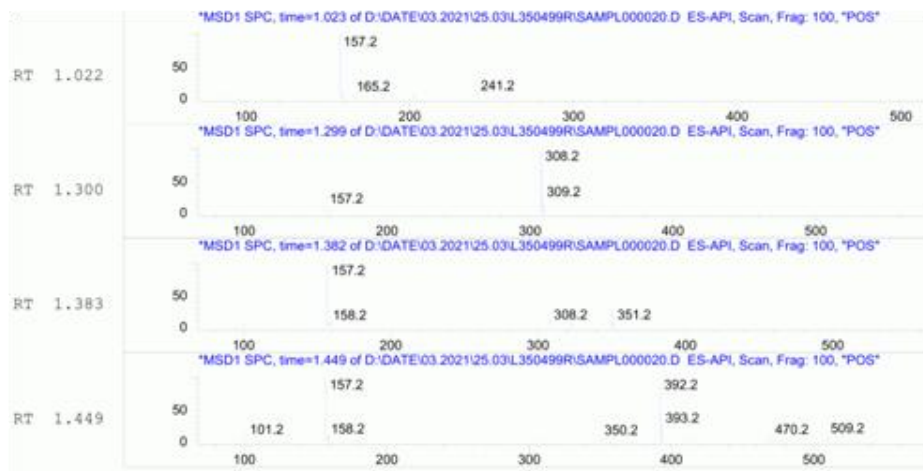 *MSD1 SPC, time=1.023 of D:\DATE\03.2021\25.03\L350499R\SAMPL000020.D ES-API, Scan, Frag: 100, "POS"
157.2
RT 1.022
50
165.2 241.2
0
100 200 300 400 500
*MSD1 SPC, time=1.299 of D:\DATE\03.2021\25.03\L350499R\SAMPL000020.D ES-API, Scan, Frag: 100, "POS"
308.2
RT 1.300
50
157.2 309.2
0
100 200 300 400 500
*MSD1 SPC, time=1.382 of D:\DATE\03.2021\25.03\L350499R\SAMPL000020.D ES-API, Scan, Frag: 100, "POS"
157.2
RT 1.383
50
158.2 308.2 351.2
0
100 200 300 400 500
*MSD1 SPC, time=1.449 of D:\DATE\03.2021\25.03\L350499R\SAMPL000020.D ES-API, Scan, Frag: 100, "POS"
157.2 392.2
RT 1.449
50
101.2 158.2 350.2 393.2 470.2 509.2
0
100 200 300 400 500